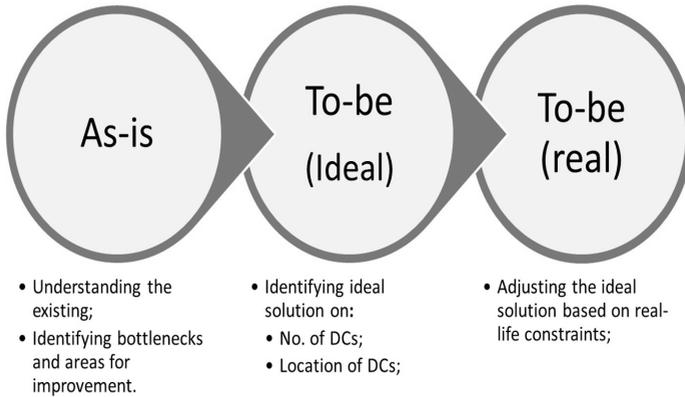 As-is
To-be
(Ideal)
To-be
(real)
• Understanding the
existing;
• Identifying bottlenecks
and areas for
improvement.
• Identifying ideal
solution on:
• No. of DCs;
• Location of DCs;
• Adjusting the ideal
solution based on real-
life constraints;